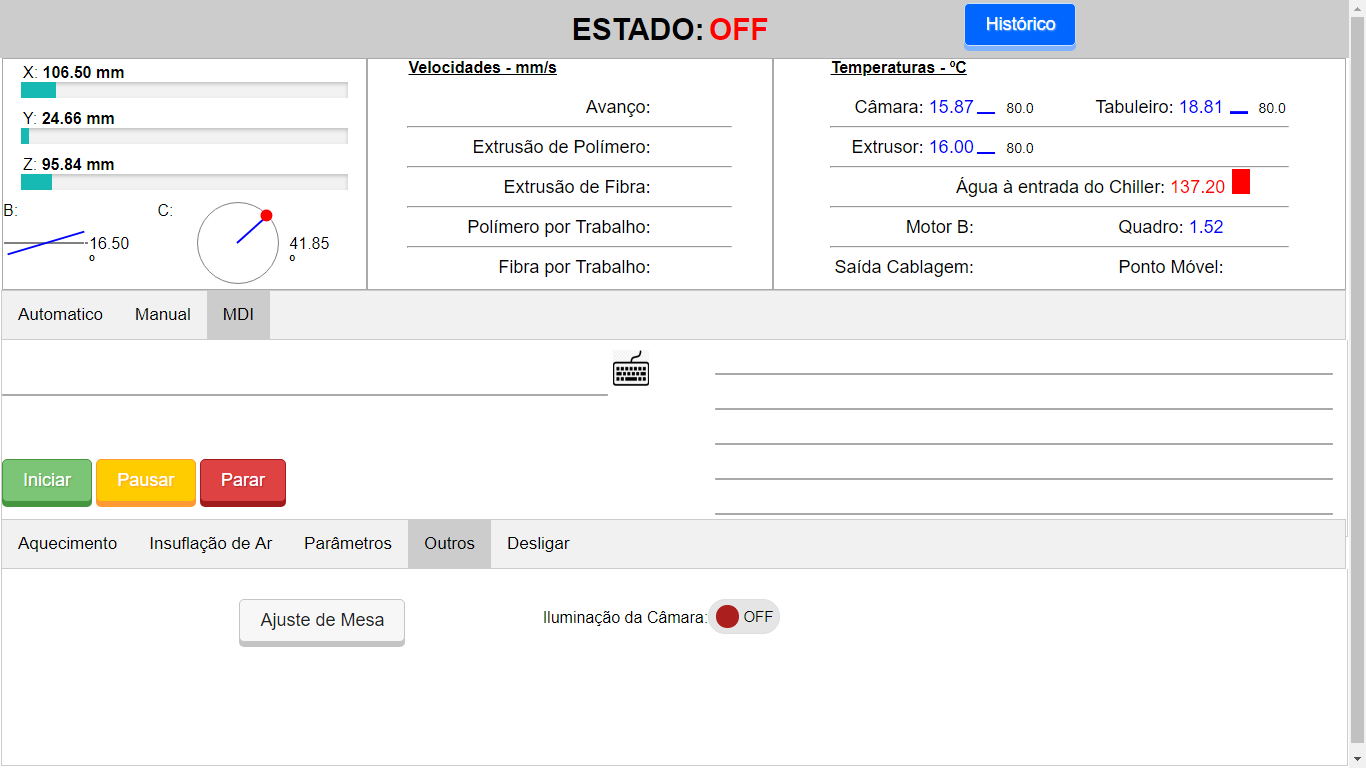 ESTADO: OFF
Histórico
X: 106.50 mm
Y: 24.66 mm
Z: 95.84 mm
B:
16.50
º
C:
41.85
º
Velocidades - mm/s
Avanço:
Extrusão de Polímero:
Extrusão de Fibra:
Polímero por Trabalho:
Fibra por Trabalho:
Temperaturas - ºC
Câmara: 15.87 80.0 Tabuleiro: 18.81 80.0
Extrusor: 16.00 80.0
Água à entrada do Chiller: 137.20
Motor B: Quadro: 1.52
Saída Cablagem: Ponto Móvel:
Automatico Manual MDI
Iniciar Pausar Parar
Aquecimento Insuflação de Ar Parâmetros Outros Desligar
Ajuste de Mesa Iluminação da Câmara: OFF